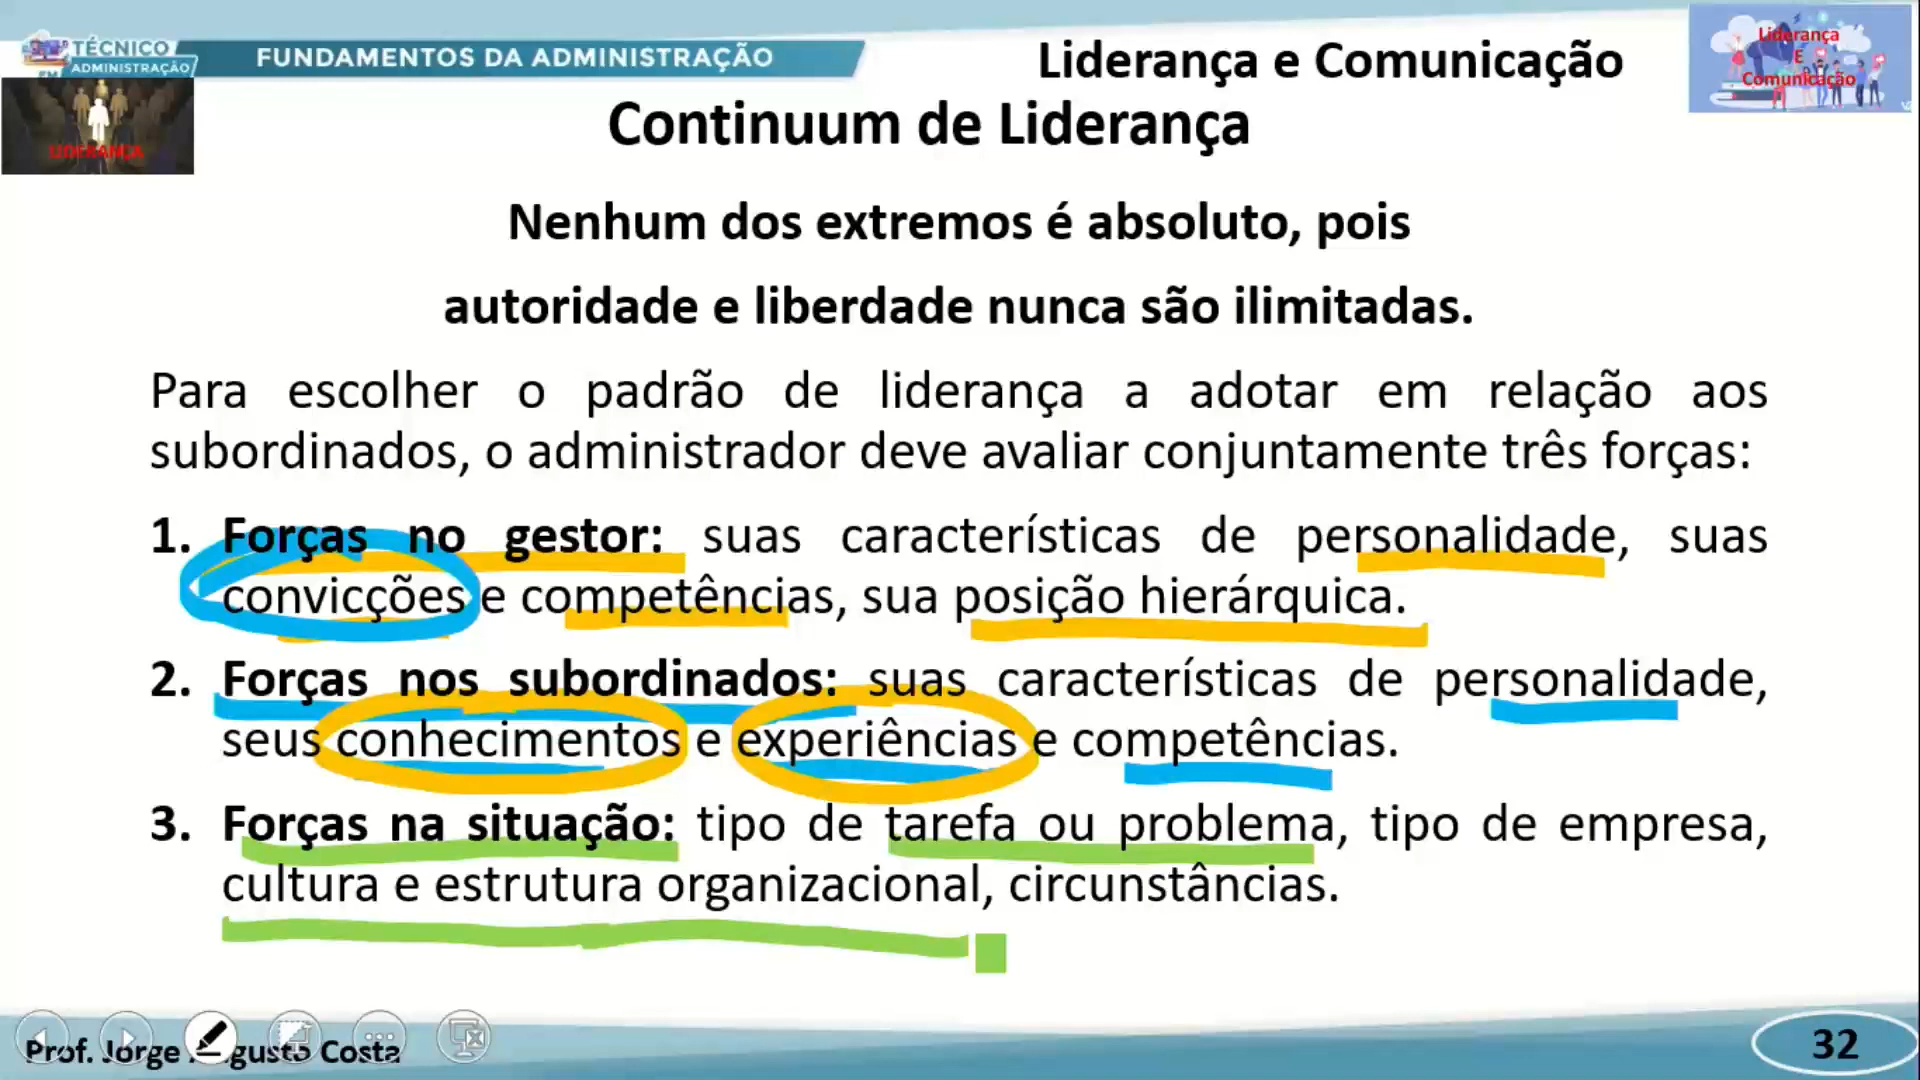 TÉCNICO
EM ADMINISTRAÇÃO
FUNDAMENTOS DA ADMINISTRAÇÃO
Liderança e Comunicação
Liderança
E
Comunicação
LIDERANÇA
Continuum de Liderança
Nenhum dos extremos é absoluto, pois
autoridade e liberdade nunca são ilimitadas.
Para escolher o padrão de liderança a adotar em relação aos
subordinados, o administrador deve avaliar conjuntamente três forças:
1. Forças no gestor: suas características de personalidade, suas
convicções e competências, sua posição hierárquica.
2. Forças nos subordinados: suas características de personalidade,
seus conhecimentos e experiências e competências.
3. Forças na situação: tipo de tarefa ou problema, tipo de empresa,
cultura e estrutura organizacional, circunstâncias.
Prof. Jorge Augusto Costa
32